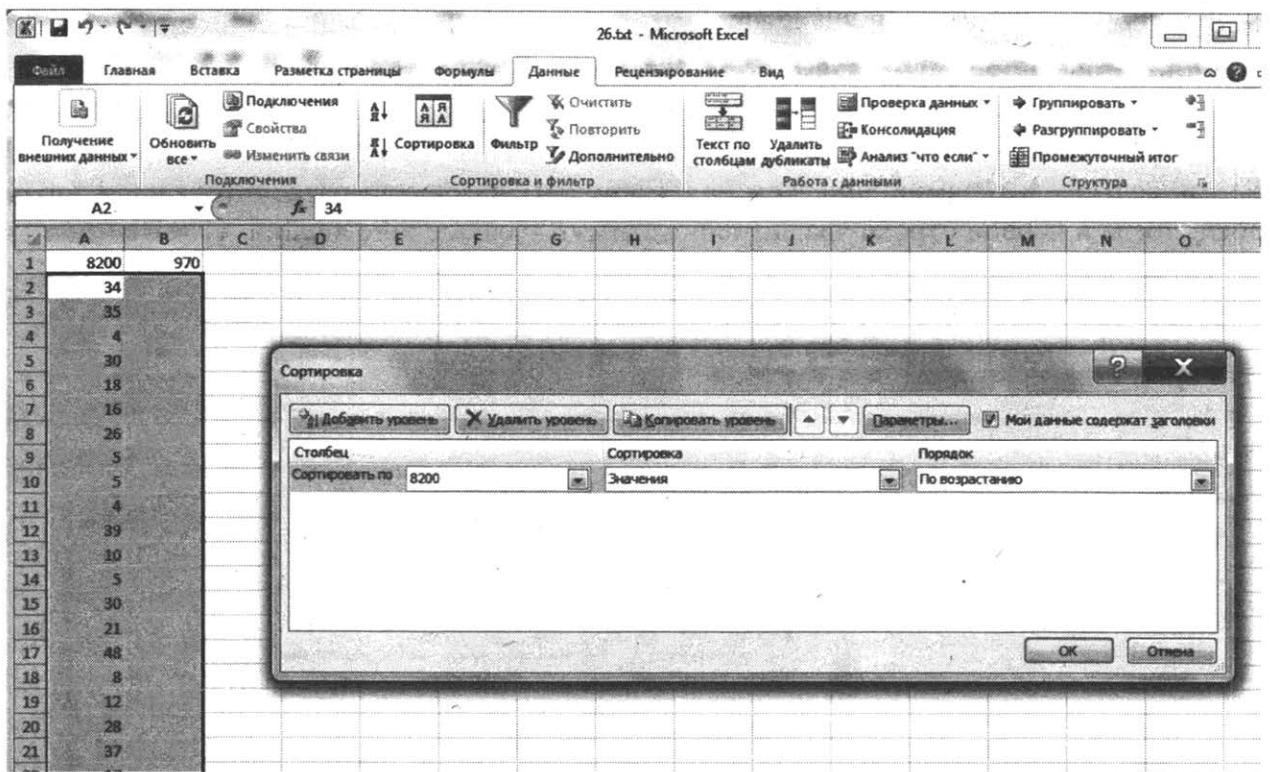 26.txt - Microsoft Excel
Файл Главная Вставка Разметка страницы Формулы Данные Рецензирование Вид
Получение внешних данных
Обновить все
Подключения
Свойства
Изменить связи
Подключения
Сортировка
Фильтр
Очистить
Повторить
Дополнительно
Сортировка и фильтр
Текст по столбцам
Удалить дубликаты
Проверка данных
Консолидация
Анализ "что если"
Работа с данными
Группировать
Разгруппировать
Промежуточный итог
Структура
A2 fx 34
A B C D E F G H I J K L M N O
1 8200 970
2 34
3 35
4 4
5 30
6 18
7 16
8 26
9 5
10 5
11 4
12 39
13 10
14 5
15 30
16 21
17 48
18 8
19 12
20 28
21 37
Сортировка
Добавить уровень Удалить уровень Копировать уровень Параметры... Мои данные содержат заголовки
Столбец Сортировка Порядок
Сортировать по 8200 Значения По возрастанию
ОК Отмена